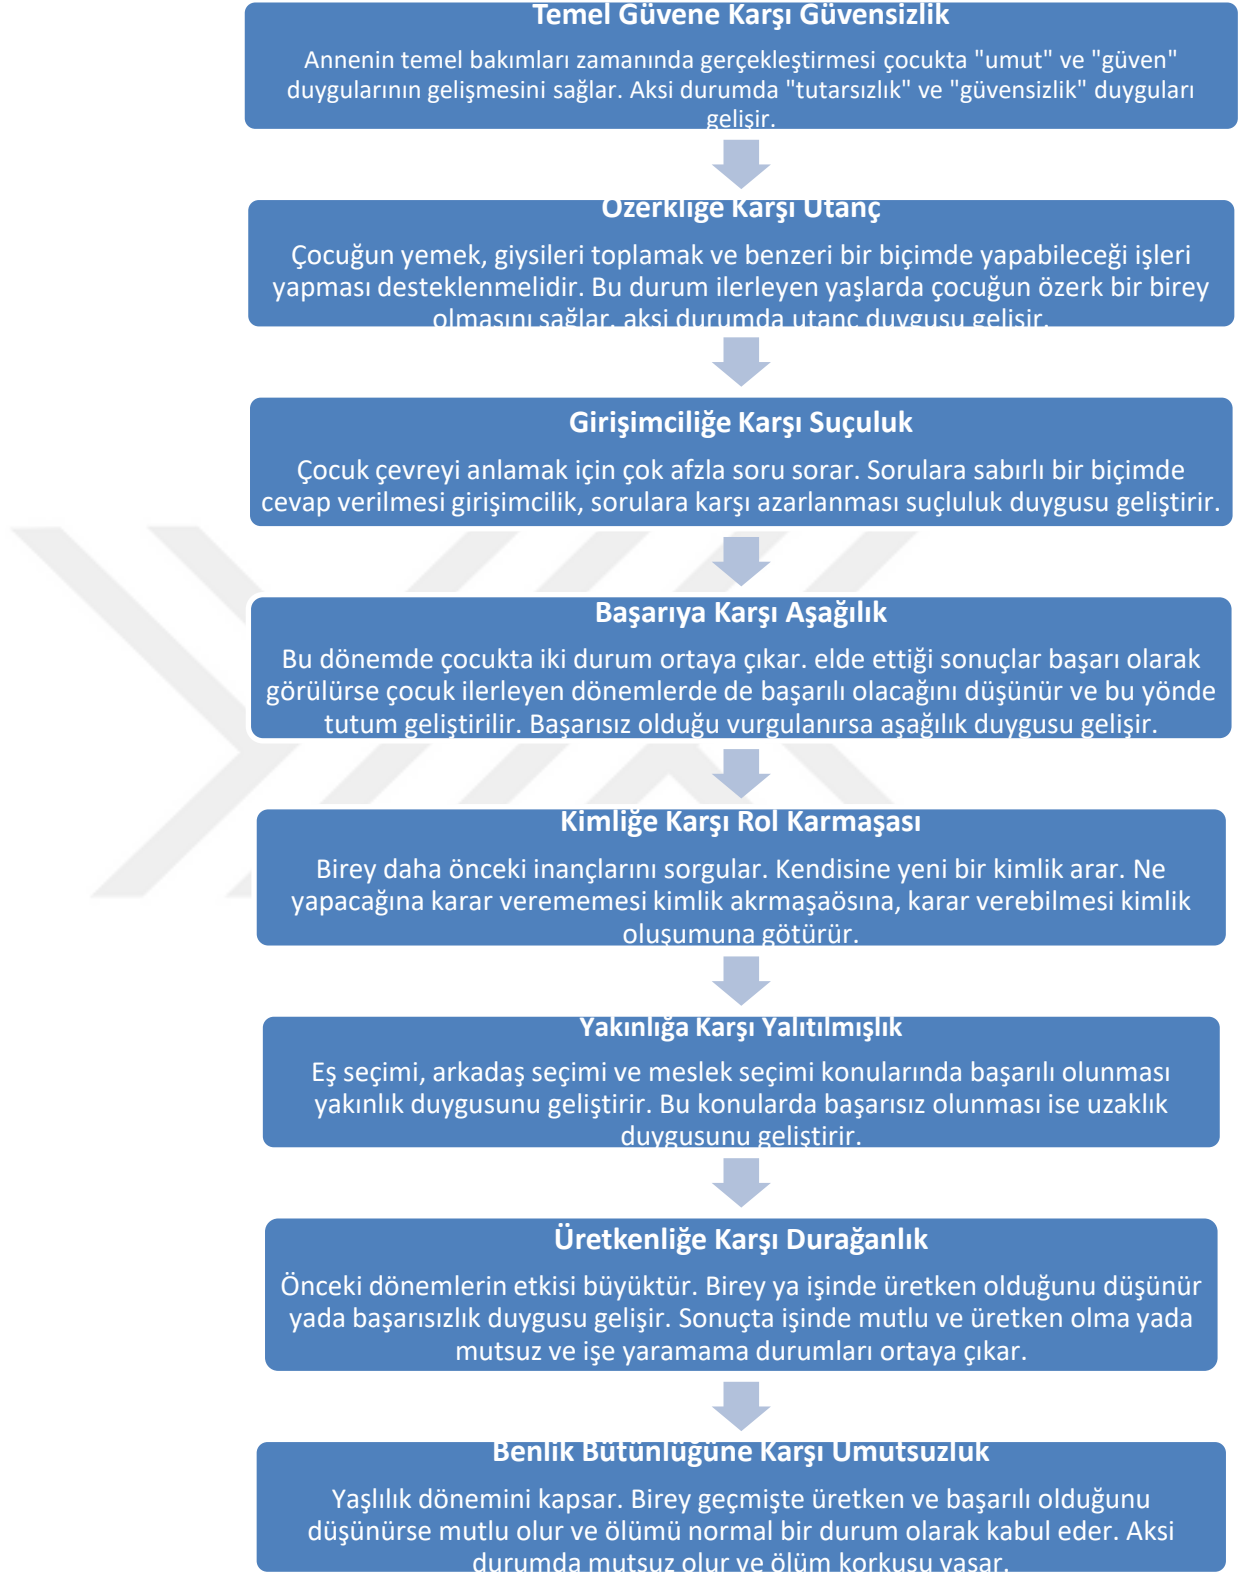 Temel Güvene Karşı Güvensizlik
Annenin temel bakımları zamanında gerçekleştirmesi çocukta "umut" ve "güven"
duygularının gelişmesini sağlar. Aksi durumda "tutarsızlık" ve "güvensizlik" duyguları
gelişir.
Özerkliğe Karşı Utanç
Çocuğun yemek, giysileri toplamak ve benzeri bir biçimde yapabileceği işleri
yapması desteklenmelidir. Bu durum ilerleyen yaşlarda çocuğun özerk bir birey
olmasını sağlar, aksi durumda utanç duygusu gelişir.
Girişimciliğe Karşı Suçuluk
Çocuk çevreyi anlamak için çok afzla soru sorar. Sorulara sabırlı bir biçimde
cevap verilmesi girişimcilik, sorulara karşı azarlanması suçluluk duygusu geliştirir.
Başarıya Karşı Aşağılık
Bu dönemde çocukta iki durum ortaya çıkar. elde ettiği sonuçlar başarı olarak
görülürse çocuk ilerleyen dönemlerde de başarılı olacağını düşünür ve bu yönde
tutum geliştirilir. Başarısız olduğu vurgulanırsa aşağılık duygusu gelişir.
Kimliğe Karşı Rol Karmaşası
Birey daha önceki inançlarını sorgular. Kendisine yeni bir kimlik arar. Ne
yapacağına karar verememesi kimlik akrmaşaösına, karar verebilmesi kimlik
oluşumuna götürür.
Yakınlığa Karşı Yalıtılmışlık
Eş seçimi, arkadaş seçimi ve meslek seçimi konularında başarılı olunması
yakınlık duygusunu geliştirir. Bu konularda başarısız olunması ise uzaklık
duygusunu geliştirir.
Üretkenliğe Karşı Durağanlık
Önceki dönemlerin etkisi büyüktür. Birey ya işinde üretken olduğunu düşünür
yada başarısızlık duygusu gelişir. Sonuçta işinde mutlu ve üretken olma yada
mutsuz ve işe yaramama durumları ortaya çıkar.
Benlik Bütünlüğüne Karşı Umutsuzluk
Yaşlılık dönemini kapsar. Birey geçmişte üretken ve başarılı olduğunu
düşünürse mutlu olur ve ölümü normal bir durum olarak kabul eder. Aksi
durumda mutsuz olur ve ölüm korkusu yaşar.